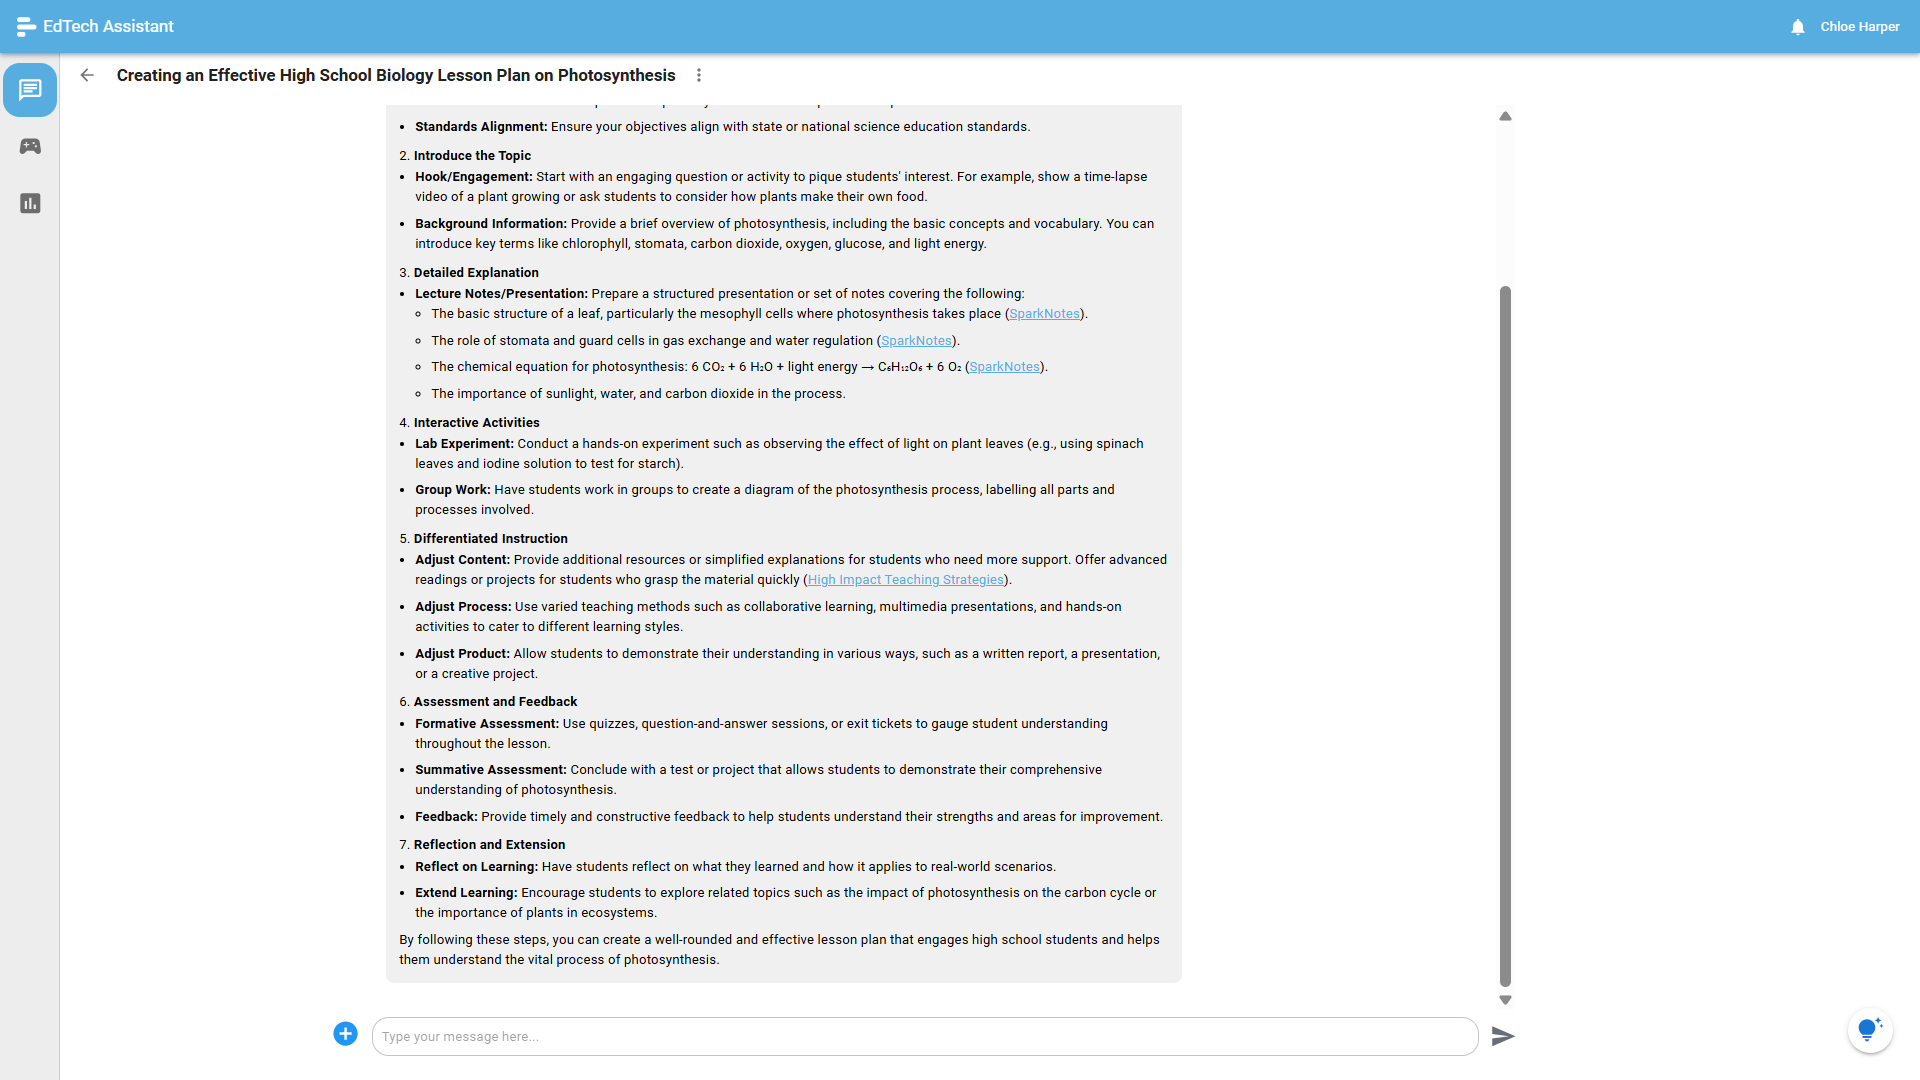 EdTech Assistant
Chloe Harper
Creating an Effective High School Biology Lesson Plan on Photosynthesis
• Standards Alignment: Ensure your objectives align with state or national science education standards.
2. Introduce the Topic
• Hook/Engagement: Start with an engaging question or activity to pique students' interest. For example, show a time-lapse
video of a plant growing or ask students to consider how plants make their own food.
• Background Information: Provide a brief overview of photosynthesis, including the basic concepts and vocabulary. You can
introduce key terms like chlorophyll, stomata, carbon dioxide, oxygen, glucose, and light energy.
3. Detailed Explanation
• Lecture Notes/Presentation: Prepare a structured presentation or set of notes covering the following:
◦ The basic structure of a leaf, particularly the mesophyll cells where photosynthesis takes place (SparkNotes).
◦ The role of stomata and guard cells in gas exchange and water regulation (SparkNotes).
◦ The chemical equation for photosynthesis: 6 CO₂ + 6 H₂O + light energy → C₆H₁₂O₆ + 6 O₂ (SparkNotes).
◦ The importance of sunlight, water, and carbon dioxide in the process.
4. Interactive Activities
• Lab Experiment: Conduct a hands-on experiment such as observing the effect of light on plant leaves (e.g., using spinach
leaves and iodine solution to test for starch).
• Group Work: Have students work in groups to create a diagram of the photosynthesis process, labelling all parts and
processes involved.
5. Differentiated Instruction
• Adjust Content: Provide additional resources or simplified explanations for students who need more support. Offer advanced
readings or projects for students who grasp the material quickly (High Impact Teaching Strategies).
• Adjust Process: Use varied teaching methods such as collaborative learning, multimedia presentations, and hands-on
activities to cater to different learning styles.
• Adjust Product: Allow students to demonstrate their understanding in various ways, such as a written report, a presentation,
or a creative project.
6. Assessment and Feedback
• Formative Assessment: Use quizzes, question-and-answer sessions, or exit tickets to gauge student understanding
throughout the lesson.
• Summative Assessment: Conclude with a test or project that allows students to demonstrate their comprehensive
understanding of photosynthesis.
• Feedback: Provide timely and constructive feedback to help students understand their strengths and areas for improvement.
7. Reflection and Extension
• Reflect on Learning: Have students reflect on what they learned and how it applies to real-world scenarios.
• Extend Learning: Encourage students to explore related topics such as the impact of photosynthesis on the carbon cycle or
the importance of plants in ecosystems.
By following these steps, you can create a well-rounded and effective lesson plan that engages high school students and helps
them understand the vital process of photosynthesis.
Type your message here...